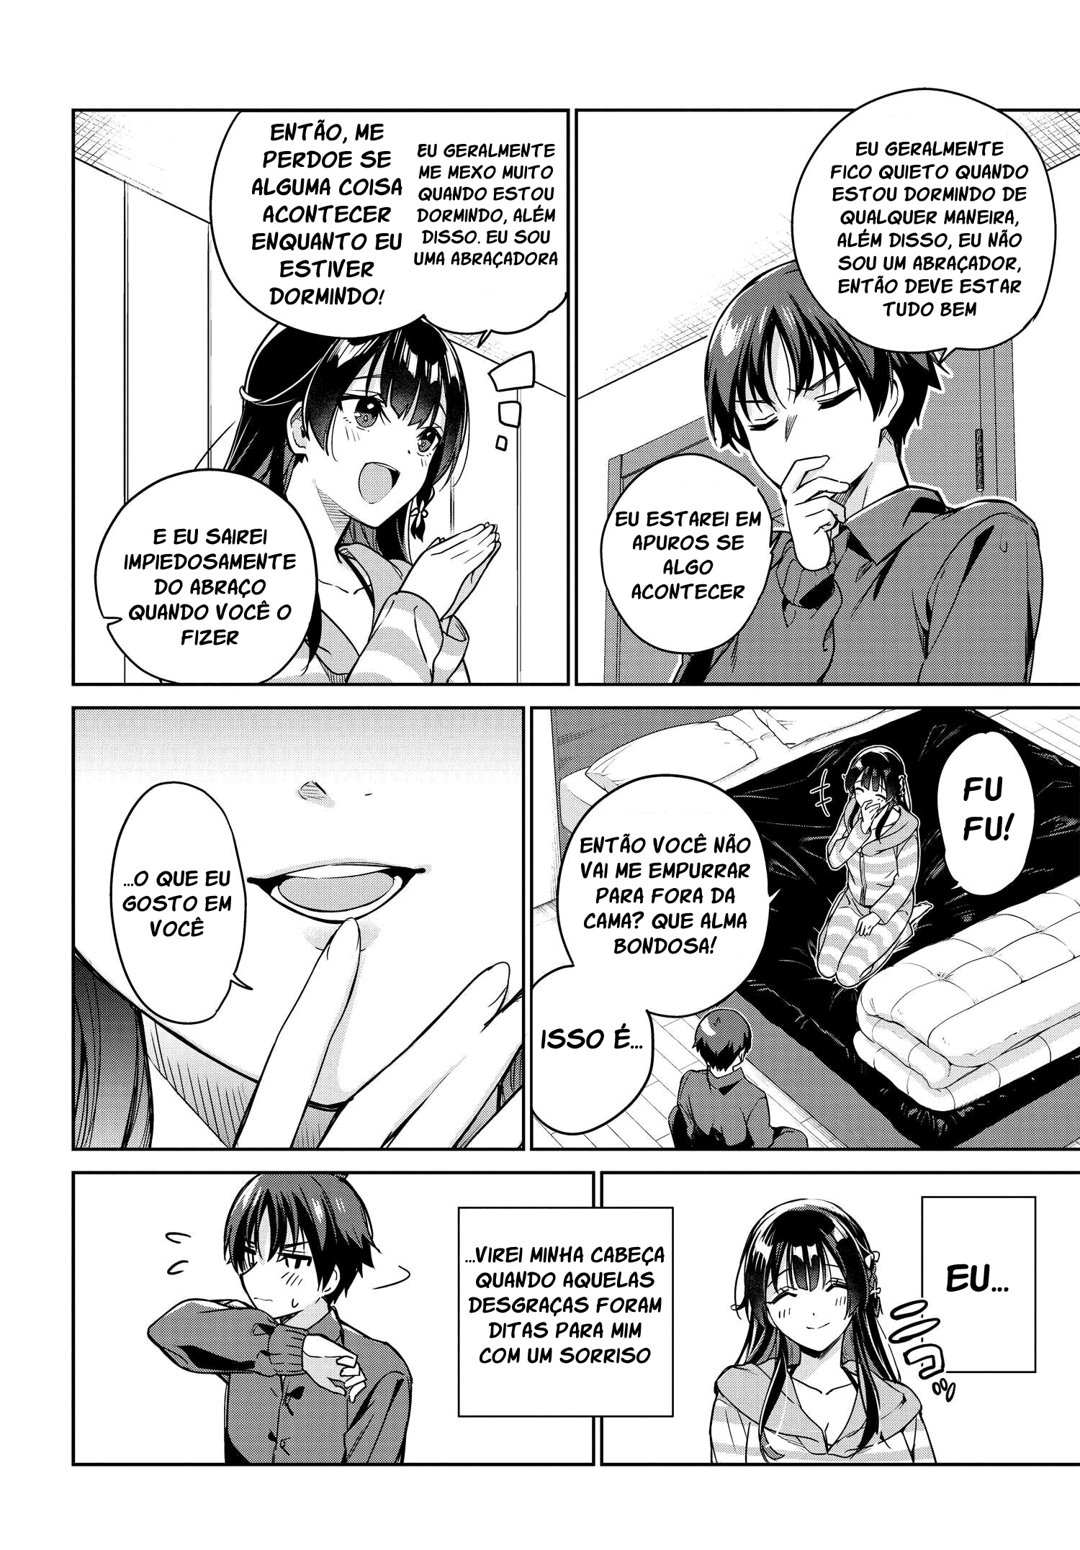 EU GERALMENTE
FICO QUIETO QUANDO
ESTOU DORMINDO DE
QUALQUER MANEIRA,
ALÉM DISSO, EU NÃO
SOU UM ABRAÇADOR,
ENTÃO DEVE ESTAR
TUDO BEM
EU ESTAREI EM
APUROS SE
ALGO
ACONTECER
EU GERALMENTE
ME MEXO MUITO
QUANDO ESTOU
DORMINDO, ALÉM
DISSO. EU SOU
UMA ABRAÇADORA
ENTÃO, ME
PERDOE SE
ALGUMA COISA
ACONTECER
ENQUANTO EU
ESTIVER
DORMINDO!
E EU SAIREI
IMPIEDOSAMENTE
DO ABRAÇO
QUANDO VOCÊ O
FIZER
FU
FU!
ENTÃO VOCÊ NÃO
VAI ME EMPURRAR
PARA FORA DA
CAMA? QUE ALMA
BONDOSA!
ISSO É...
...O QUE EU
GOSTO EM
VOCÊ
EU...
...VIREI MINHA CABEÇA
QUANDO AQUELAS
DESGRAÇAS FORAM
DITAS PARA MIM
COM UM SORRISO